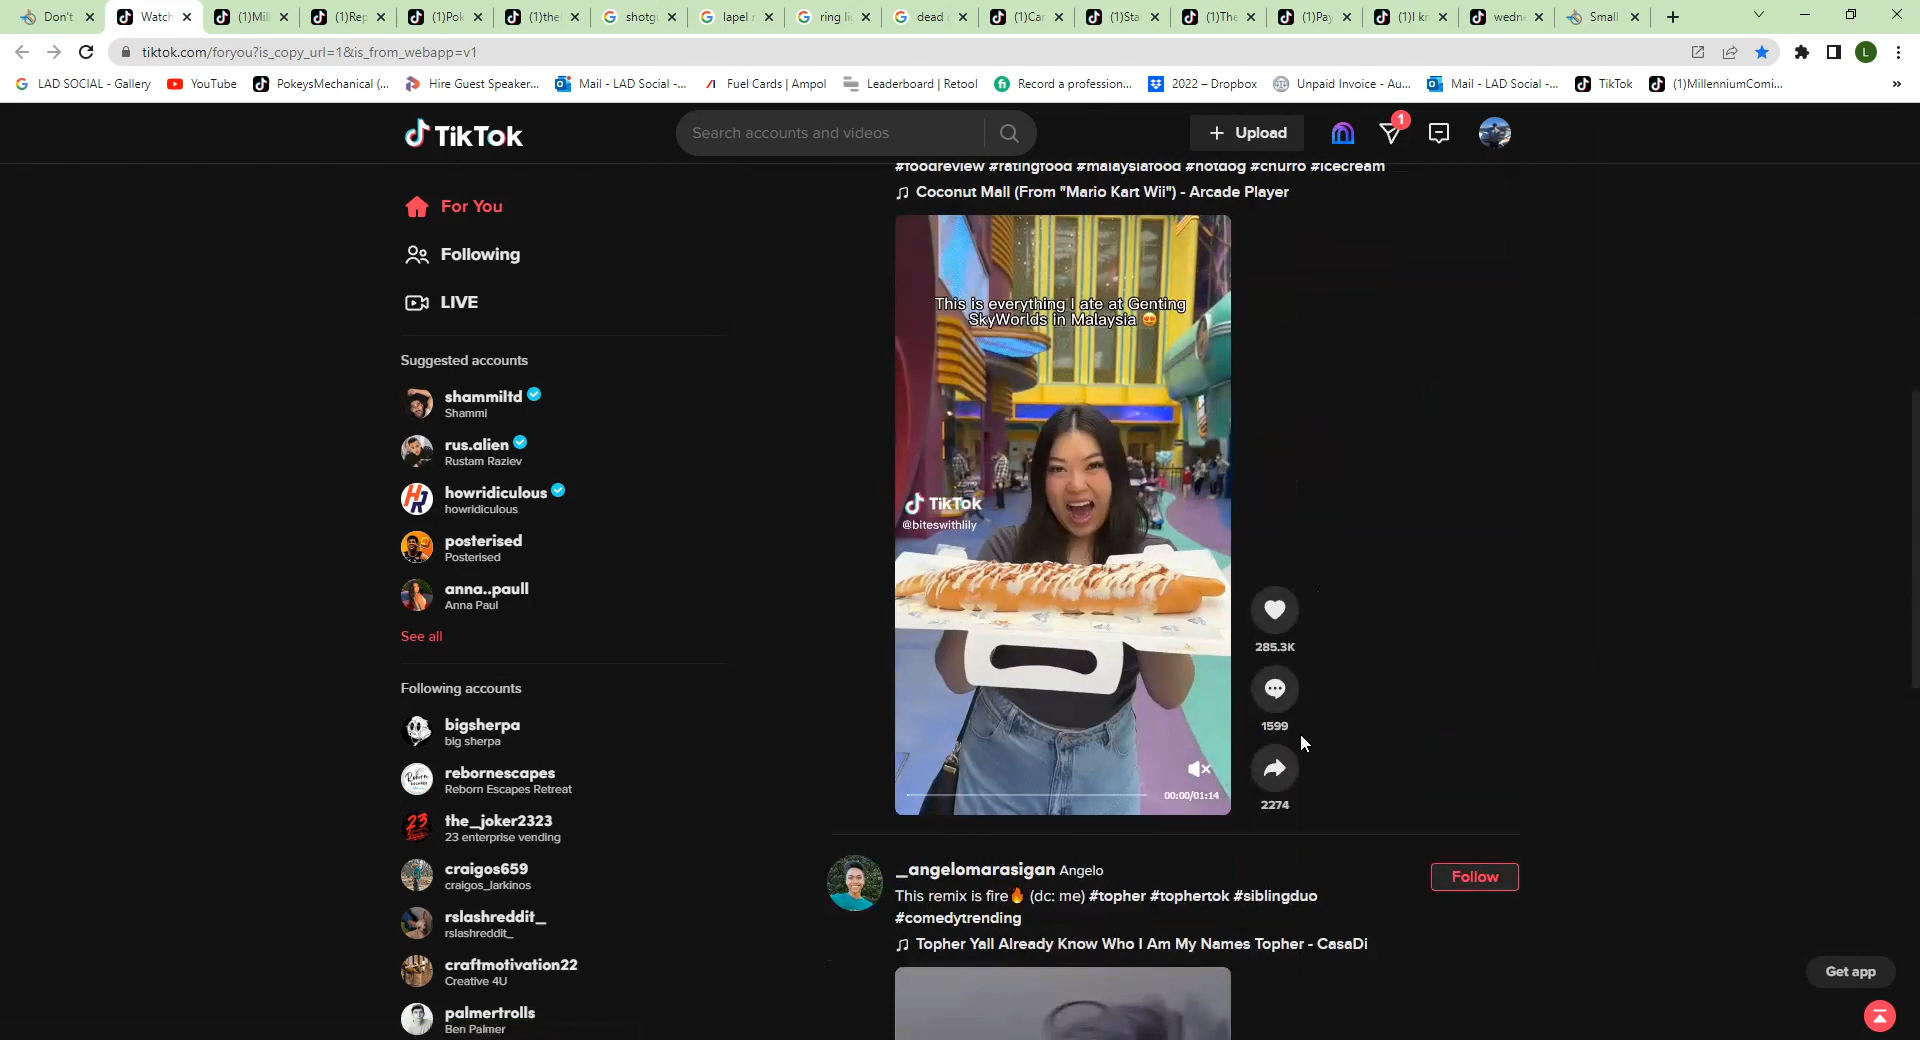 Don't
Watch
(1)Mill
(1)Rep
(1)Pok
(1)the
shotg
lapel r
ring li
dead
(1)Car
(1)Sta
(1)The
(1)Pay
(1)I kn
wedn
Small
tiktok.com/foryou?is_copy_url=1&is_from_webapp=v1
L
LAD SOCIAL - Gallery
YouTube
PokeysMechanical (...
Hire Guest Speaker...
Mail - LAD Social -...
Fuel Cards | Ampol
Leaderboard | Retool
Record a profession...
2022 – Dropbox
Unpaid Invoice - Au...
Mail - LAD Social -...
TikTok
(1)MillenniumComi...
»
TikTok
Search accounts and videos
Upload
1
#foodreview #ratingfood #malaysiafood #hotdog #churro #icecream
Coconut Mall (From "Mario Kart Wii") - Arcade Player
For You
Following
LIVE
Suggested accounts
shammiltd
Shammi
rus.alien
Rustam Raziev
howridiculous
howridiculous
posterised
Posterised
anna..paull
Anna Paul
See all
Following accounts
bigsherpa
big sherpa
rebornescapes
Reborn Escapes Retreat
the_joker2323
23 enterprise vending
craigos659
craigos_larkinos
rslashreddit_
rslashreddit_
craftmotivation22
Creative 4U
palmertrolls
Ben Palmer
This is everything I ate at Genting
SkyWorlds in Malaysia 😍
TikTok
@biteswithlily
00:00/01:14
285.3K
1599
2274
_angelomarasigan Angelo
Follow
This remix is fire🔥 (dc: me) #topher #tophertok #siblingduo
#comedytrending
Topher Yall Already Know Who I Am My Names Topher - CasaDi
Get app